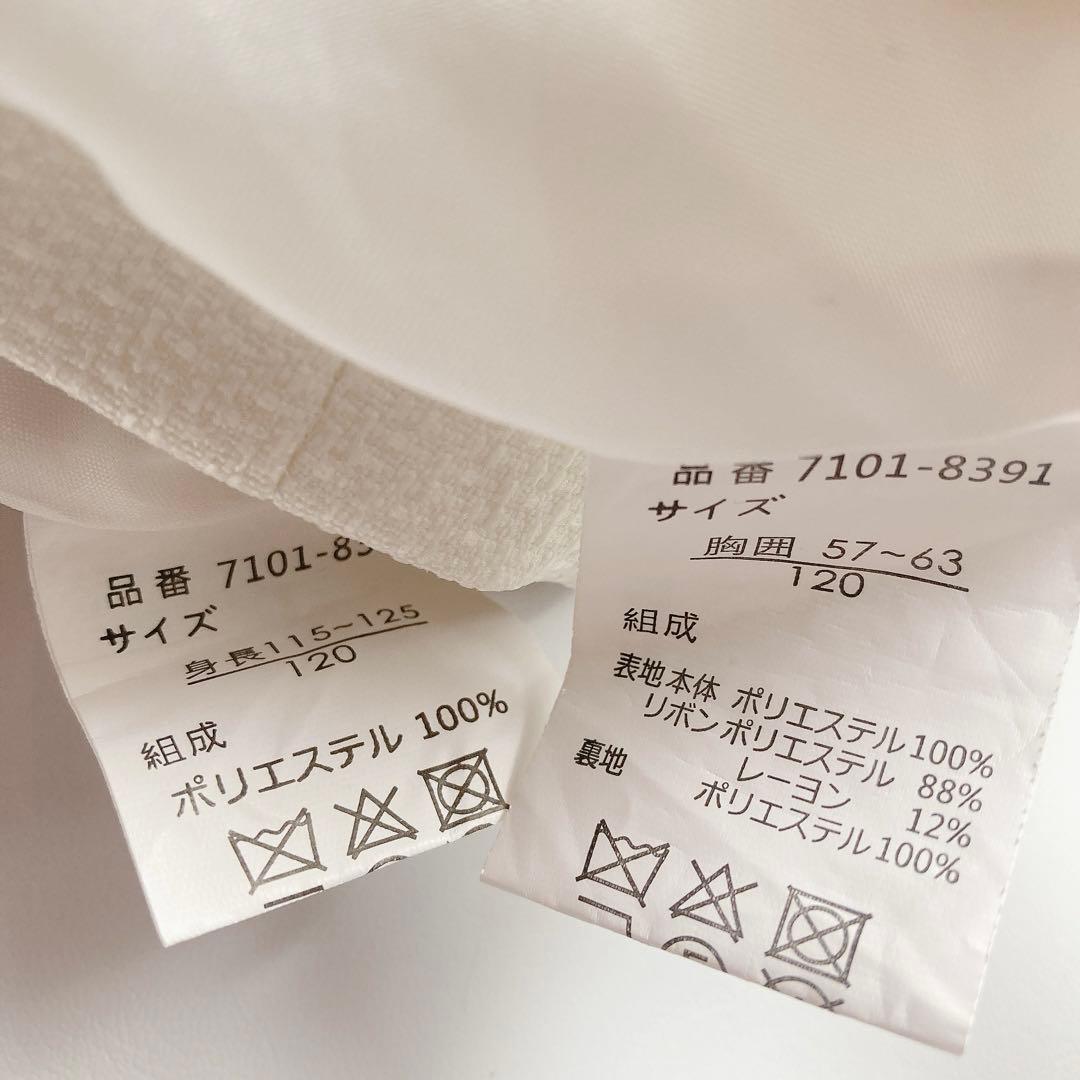 品番 7101-83
サイズ
身長115~125
120
組成
ポリエステル 100%
品番 7101-8391
サイズ
胸囲 57~63
120
組成
表地本体 ポリエステル100%
リボンポリエステル 88%
レーヨン 12%
裏地 ポリエステル100%